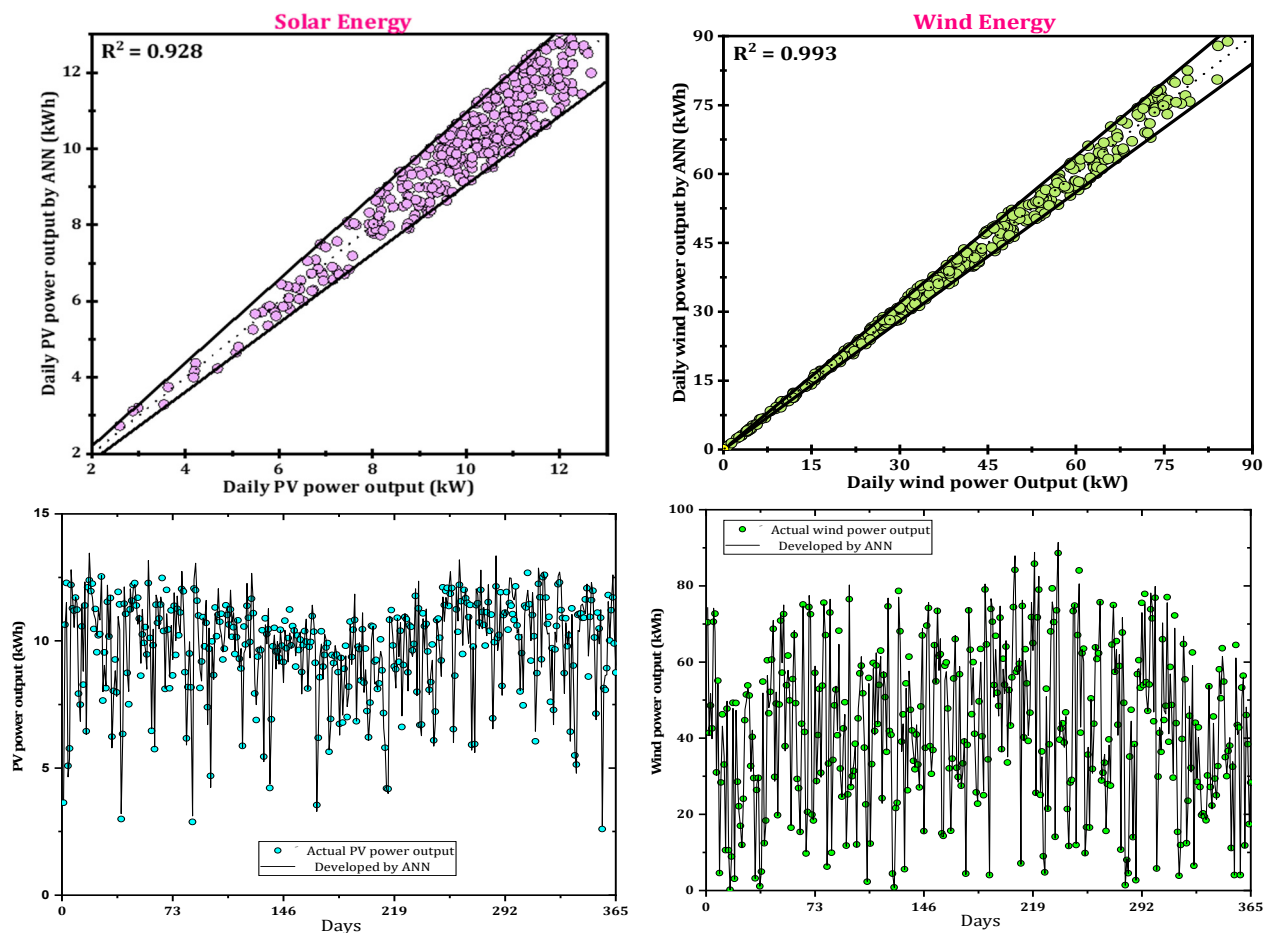 Solar Energy
R² = 0.928
Daily PV power output by ANN (kWh)
12
10
8
6
4
2
2 4 6 8 10 12
Daily PV power output (kW)
Wind Energy
R² = 0.993
Daily wind power output by ANN (kWh)
90
75
60
45
30
15
0
0 15 30 45 60 75 90
Daily wind power Output (kW)
PV power output (kWh)
15
10
5
0
Actual PV power output
Developed by ANN
0 73 146 219 292 365
Days
Wind power output (kWh)
100
80
60
40
20
0
Actual wind power output
Developed by ANN
0 73 146 219 292 365
Days